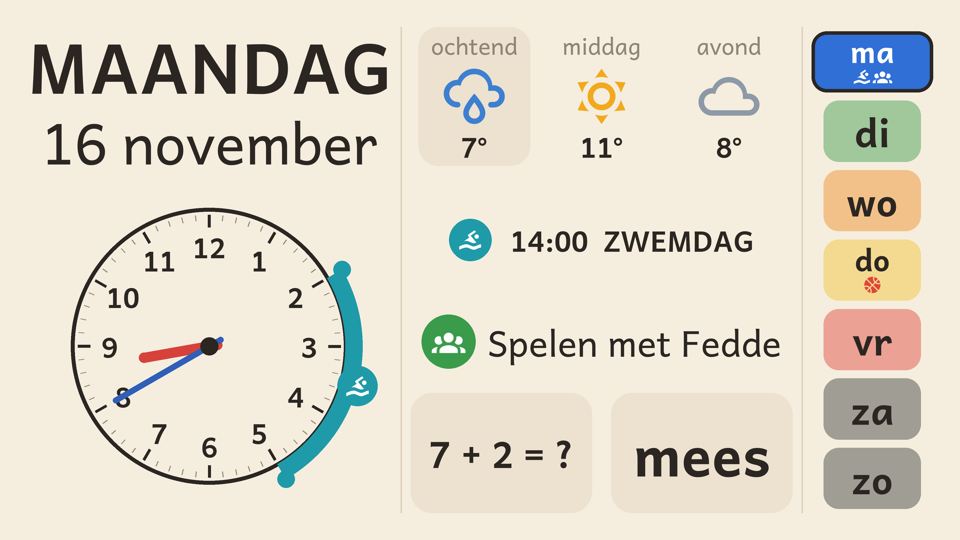 MAANDAG
16 november
12
1
2
3
4
5
6
7
8
9
10
11
ochtend
7°
middag
11°
avond
8°
14:00 ZWEMDAG
Spelen met Fedde
7 + 2 = ?
mees
ma
di
wo
do
vr
za
zo